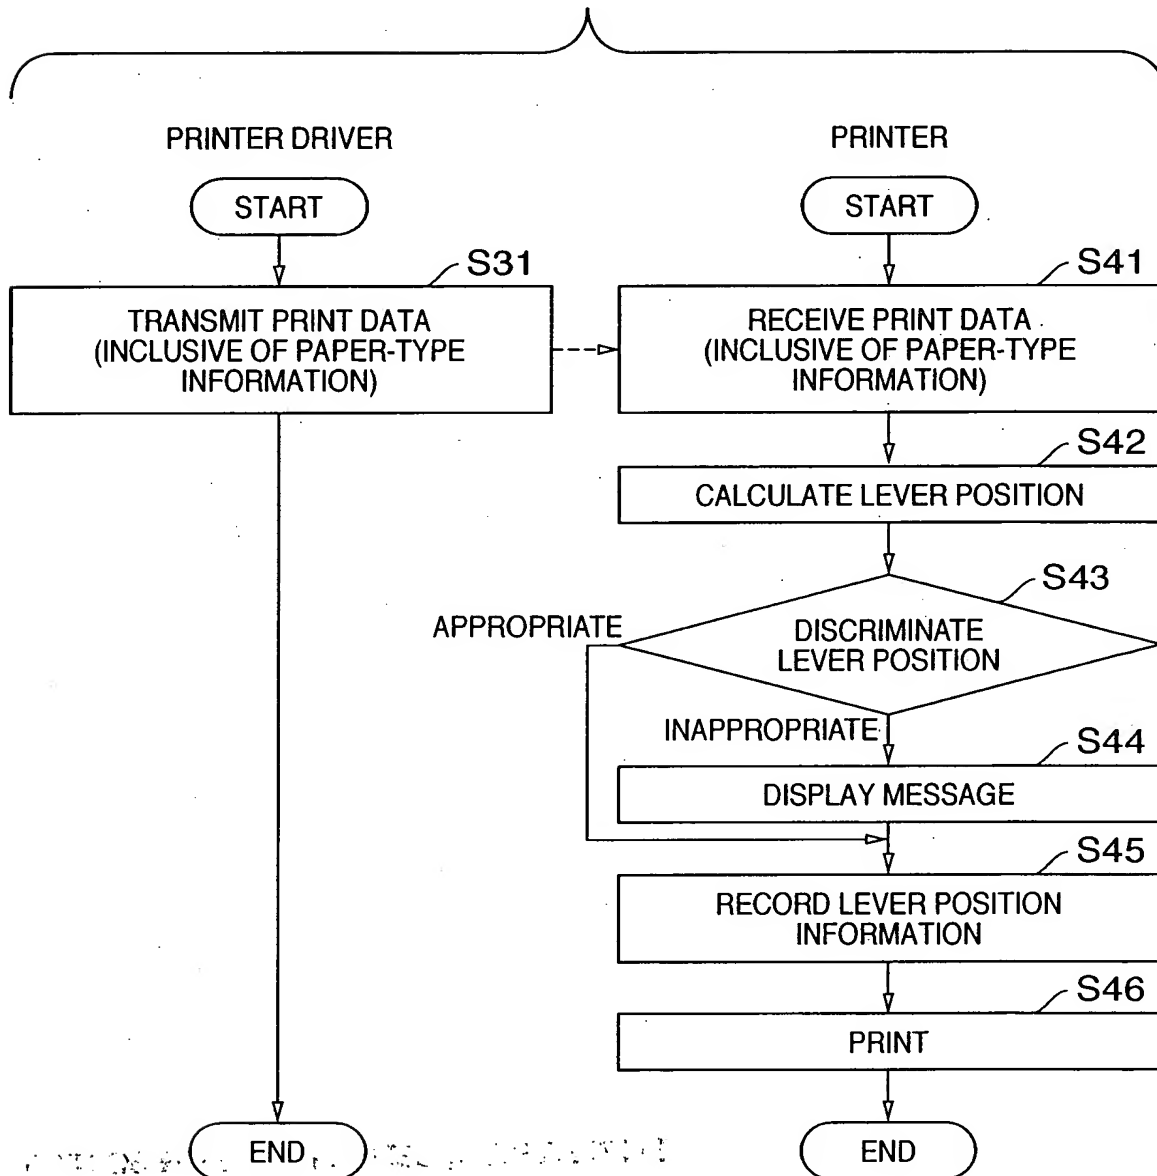 PRINTER DRIVER
START
S31
TRANSMIT PRINT DATA
(INCLUSIVE OF PAPER-TYPE
INFORMATION)
END
PRINTER
START
S41
RECEIVE PRINT DATA
(INCLUSIVE OF PAPER-TYPE
INFORMATION)
S42
CALCULATE LEVER POSITION
S43
DISCRIMINATE
LEVER POSITION
APPROPRIATE
INAPPROPRIATE
S44
DISPLAY MESSAGE
S45
RECORD LEVER POSITION
INFORMATION
S46
PRINT
END